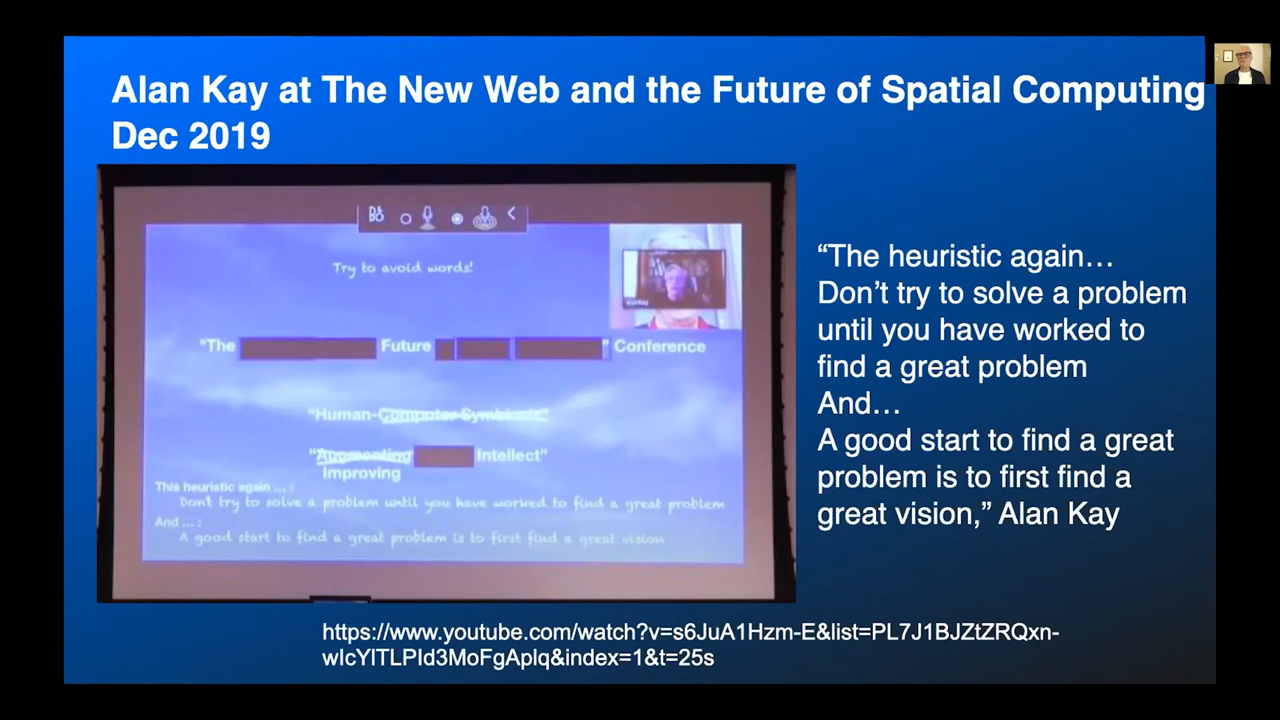 Alan Kay at The New Web and the Future of Spatial Computing
Dec 2019
Try to avoid words!
"The Future " Conference
"Human-Computer Symbiosis"
"Augmenting Intellect"
Improving
This heuristic again ... :
Don't try to solve a problem until you have worked to find a great problem
And ... :
A good start to find a great problem is to first find a great vision
“The heuristic again…
Don’t try to solve a problem
until you have worked to
find a great problem
And…
A good start to find a great
problem is to first find a
great vision,” Alan Kay
https://www.youtube.com/watch?v=s6JuA1Hzm-E&list=PL7J1BJZtZRQxn-
wIcYITLPId3MoFgAplq&index=1&t=25s